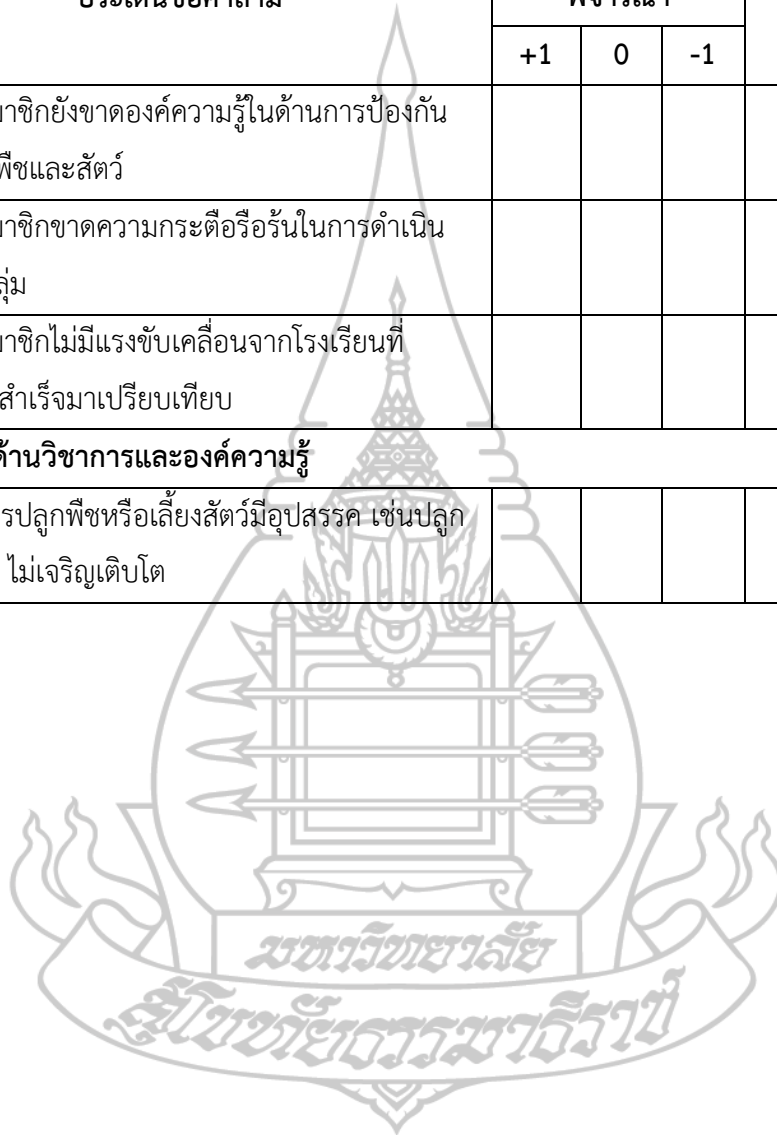 ประเด็นข้อคำถาม
พิจารณา
+1 0 -1
มาชิกยังขาดองค์ความรู้ในด้านการป้องกัน
พืชและสัตว์
มาชิกขาดความกระตือรือร้นในการดำเนิน
ลุ่ม
มาชิกไม่มีแรงขับเคลื่อนจากโรงเรียนที่
สำเร็จมาเปรียบเทียบ
ด้านวิชาการและองค์ความรู้
รปลูกพืชหรือเลี้ยงสัตว์มีอุปสรรค เช่นปลูก
ไม่เจริญเติบโต
มหาวิทยาลัย
สุโขทัยธรรมาธิราช